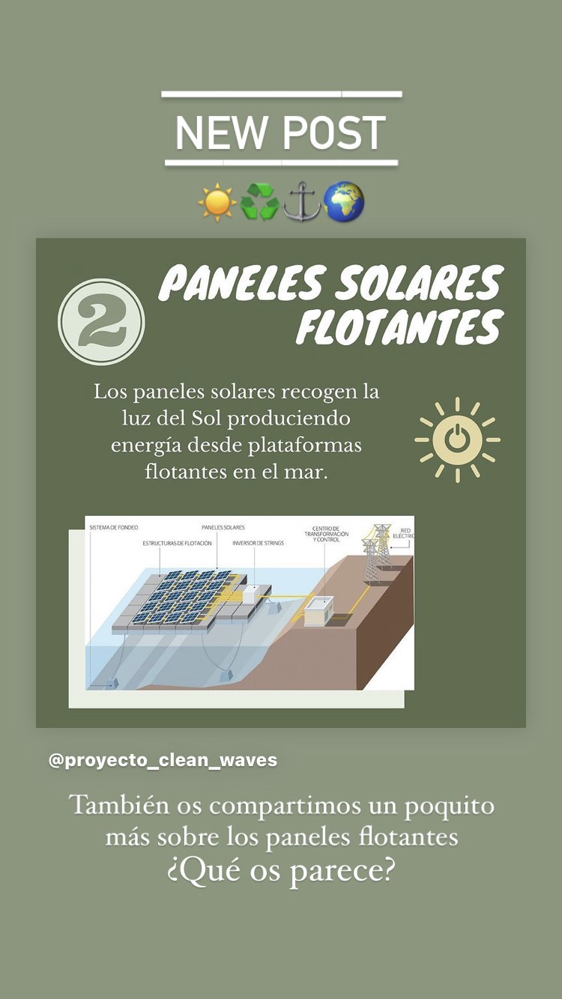 NEW POST
☀️♻️⚓🌍
2
PANELES SOLARES
FLOTANTES
Los paneles solares recogen la
luz del Sol produciendo
energía desde plataformas
flotantes en el mar.
SISTEMA DE FONDEO
PANELES SOLARES
CENTRO DE
TRANSFORMACIÓN
Y CONTROL
RED
ELÉCTRIC
ESTRUCTURAS DE FLOTACIÓN
INVERSOR DE STRINGS
@proyecto_clean_waves
También os compartimos un poquito
más sobre los paneles flotantes
¿Qué os parece?